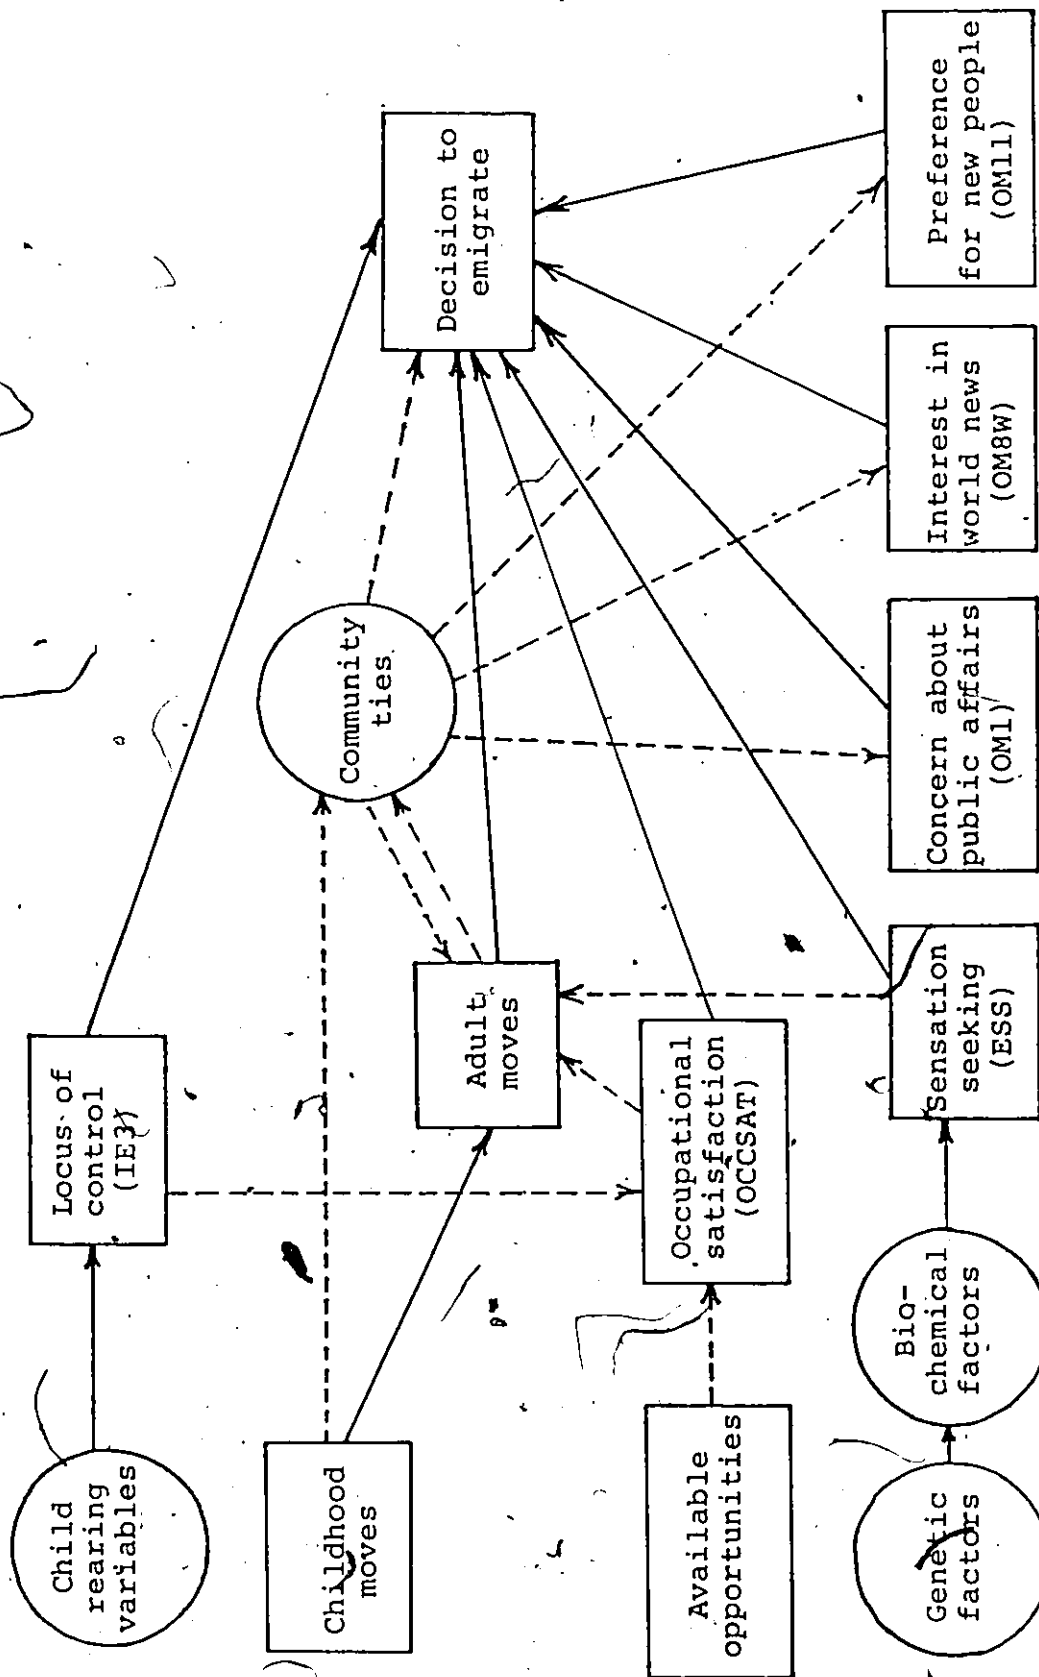 Child
rearing
variables
Locus of
control
(IE3)
Childhood
moves
Adult
moves
Community
ties
Decision to
emigrate
Available
opportunities
Occupational
satisfaction
(OCCSAT)
Genetic
factors
Bio-
chemical
factors
Sensation
seeking
(ESS)
Concern about
public affairs
(OM1)
Interest in
world news
(OM8W)
Preference
for new people
(OM11)